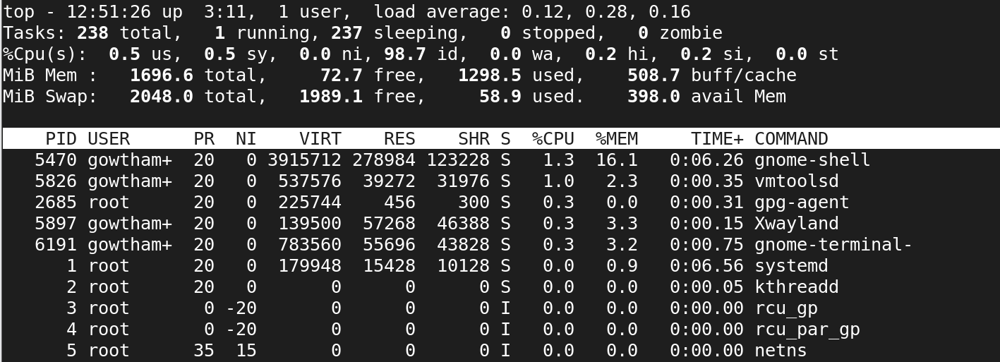 top - 12:51:26 up  3:11,  1 user,  load average: 0.12, 0.28, 0.16
Tasks: 238 total,   1 running, 237 sleeping,   0 stopped,   0 zombie
%Cpu(s):  0.5 us,  0.5 sy,  0.0 ni, 98.7 id,  0.0 wa,  0.2 hi,  0.2 si,  0.0 st
MiB Mem :   1696.6 total,     72.7 free,   1298.5 used,    508.7 buff/cache
MiB Swap:   2048.0 total,   1989.1 free,     58.9 used.    398.0 avail Mem
    PID USER      PR  NI    VIRT    RES    SHR S  %CPU  %MEM     TIME+ COMMAND
   5470 gowtham+  20   0 3915712 278984 123228 S   1.3  16.1   0:06.26 gnome-shell
   5826 gowtham+  20   0  537576  39272  31976 S   1.0   2.3   0:00.35 vmtoolsd
   2685 root      20   0  225744    456    300 S   0.3   0.0   0:00.31 gpg-agent
   5897 gowtham+  20   0  139500  57268  46388 S   0.3   3.3   0:00.15 Xwayland
   6191 gowtham+  20   0  783560  55696  43828 S   0.3   3.2   0:00.75 gnome-terminal-
      1 root      20   0  179948  15428  10128 S   0.0   0.9   0:06.56 systemd
      2 root      20   0       0      0      0 S   0.0   0.0   0:00.05 kthreadd
      3 root       0 -20       0      0      0 I   0.0   0.0   0:00.00 rcu_gp
      4 root       0 -20       0      0      0 I   0.0   0.0   0:00.00 rcu_par_gp
      5 root      35  15       0      0      0 I   0.0   0.0   0:00.00 netns